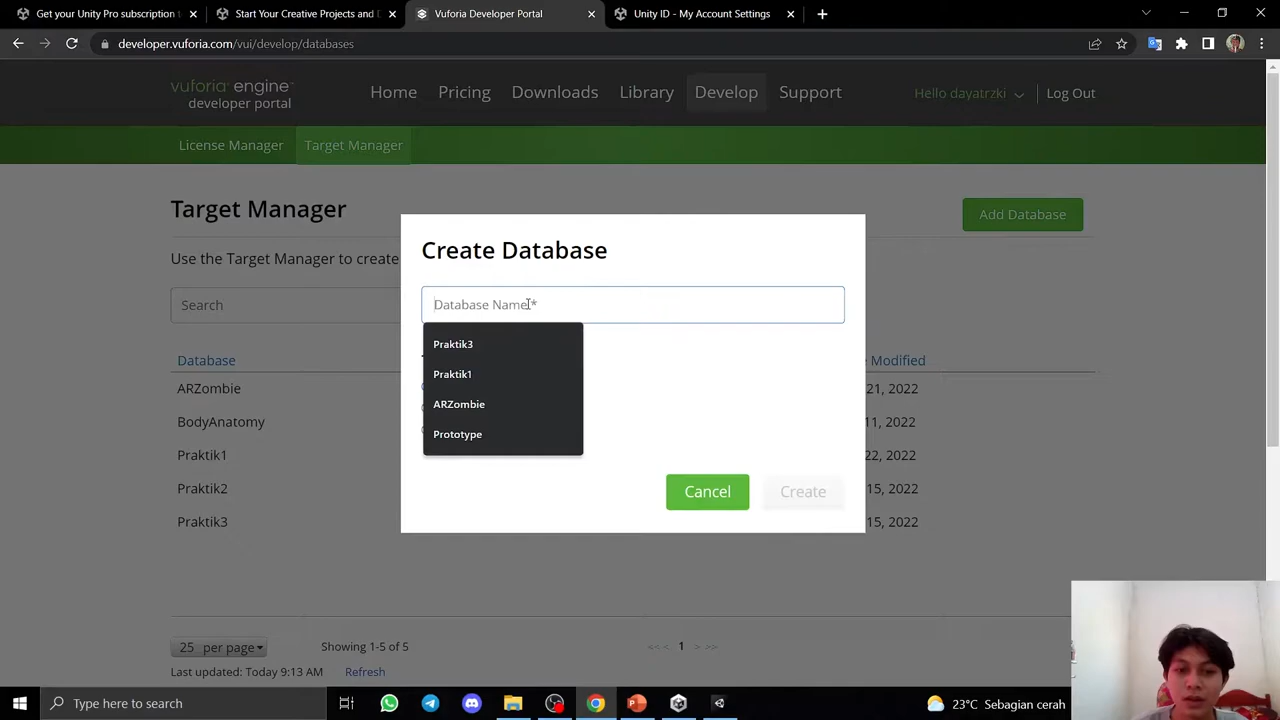 Get your Unity Pro subscription t
Start Your Creative Projects and D
Vuforia Developer Portal
Unity ID - My Account Settings
developer.vuforia.com/vui/develop/databases
vuforia engine
developer portal
Home
Pricing
Downloads
Library
Develop
Support
Hello dayatrzki
Log Out
License Manager
Target Manager
Target Manager
Add Database
Use the Target Manager to create
Search
Create Database
Database Name*
Praktik3
Praktik1
ARZombie
Prototype
Cancel
Create
Database
Modified
ARZombie
21, 2022
BodyAnatomy
11, 2022
Praktik1
22, 2022
Praktik2
15, 2022
Praktik3
15, 2022
25 per page
Showing 1-5 of 5
<< < 1 > >>
Last updated: Today 9:13 AM
Refresh
Type here to search
23°C Sebagian cerah